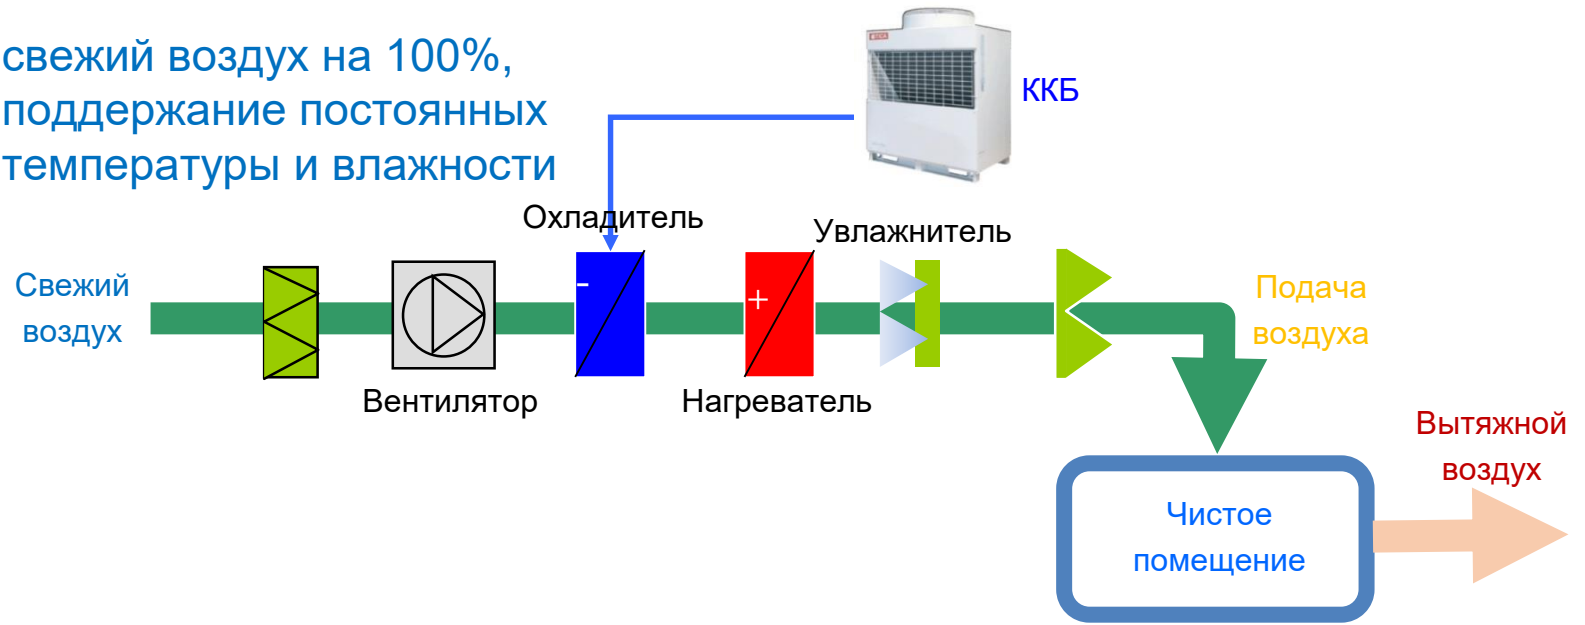 свежий воздух на 100%,
поддержание постоянных
температуры и влажности
ККБ
Охладитель
Увлажнитель
Свежий
воздух
-
+
Подача
воздуха
Вентилятор
Нагреватель
Вытяжной
воздух
Чистое
помещение